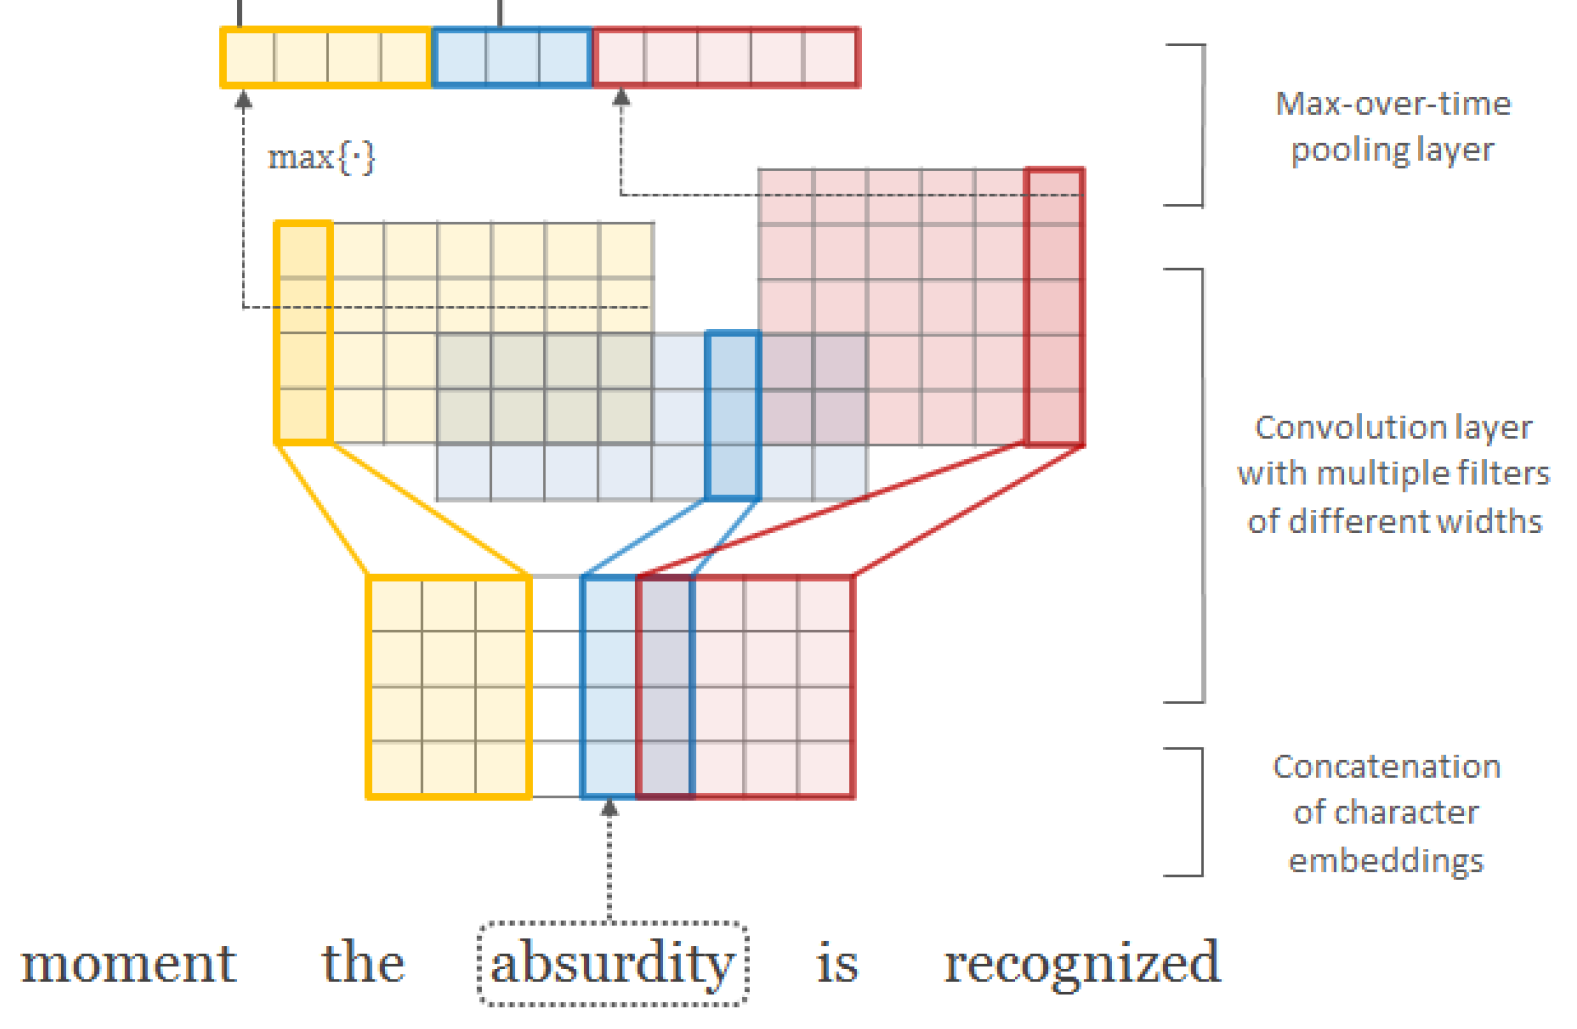 Max-over-time
pooling layer
max{·}
Convolution layer
with multiple filters
of different widths
Concatenation
of character
embeddings
moment the absurdity is recognized